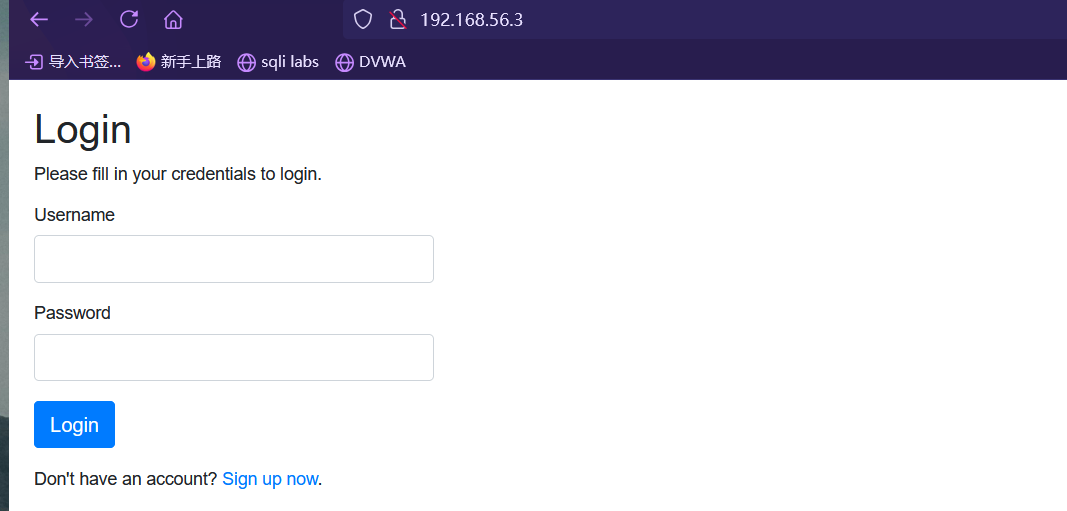 192.168.56.3
导入书签... 新手上路 sqli labs DVWA
Login
Please fill in your credentials to login.
Username
Password
Login
Don't have an account? Sign up now.